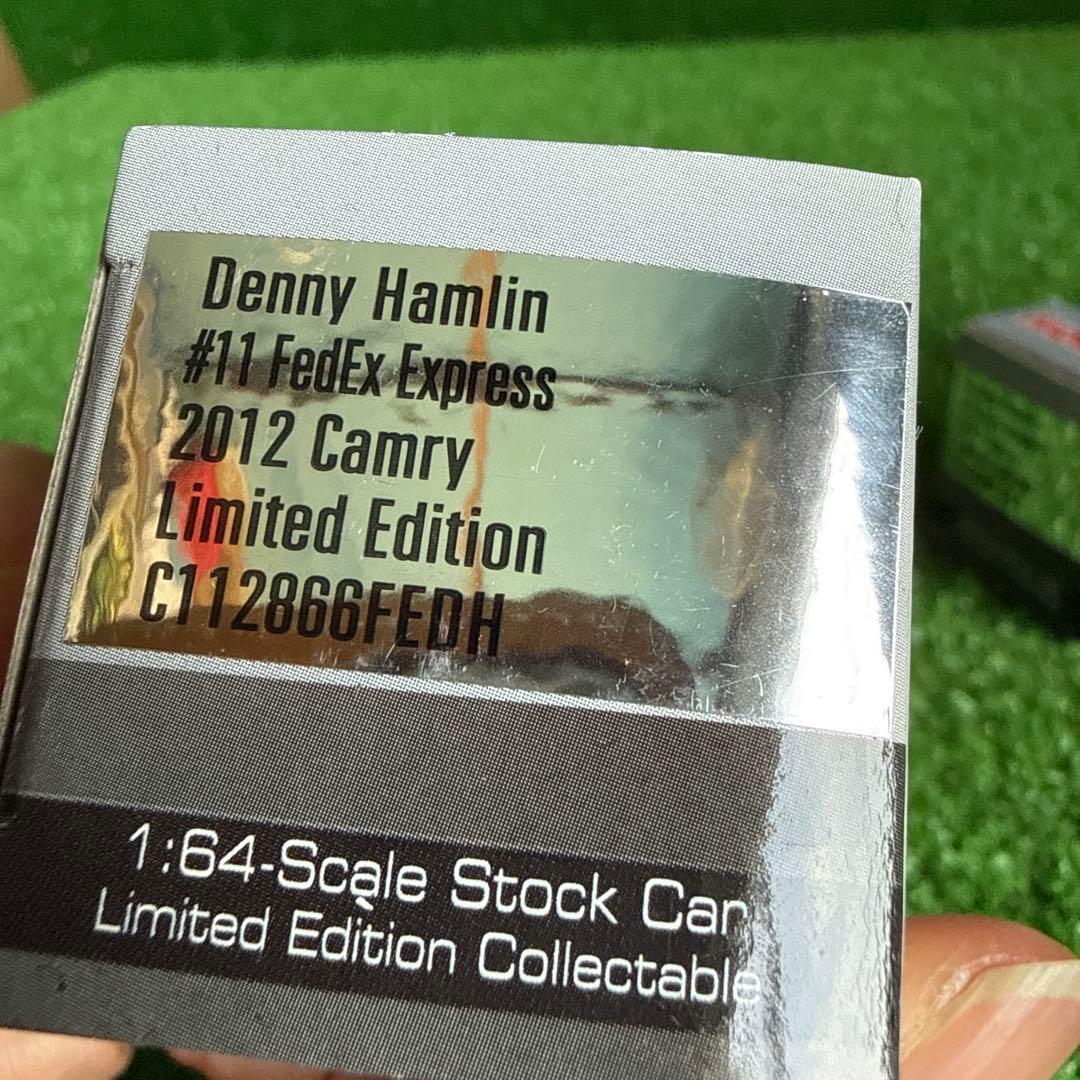 Denny Hamlin
#11 FedEx Express
2012 Camry
Limited Edition
C112866FEDH
1:64-Scale Stock Car
Limited Edition Collectable